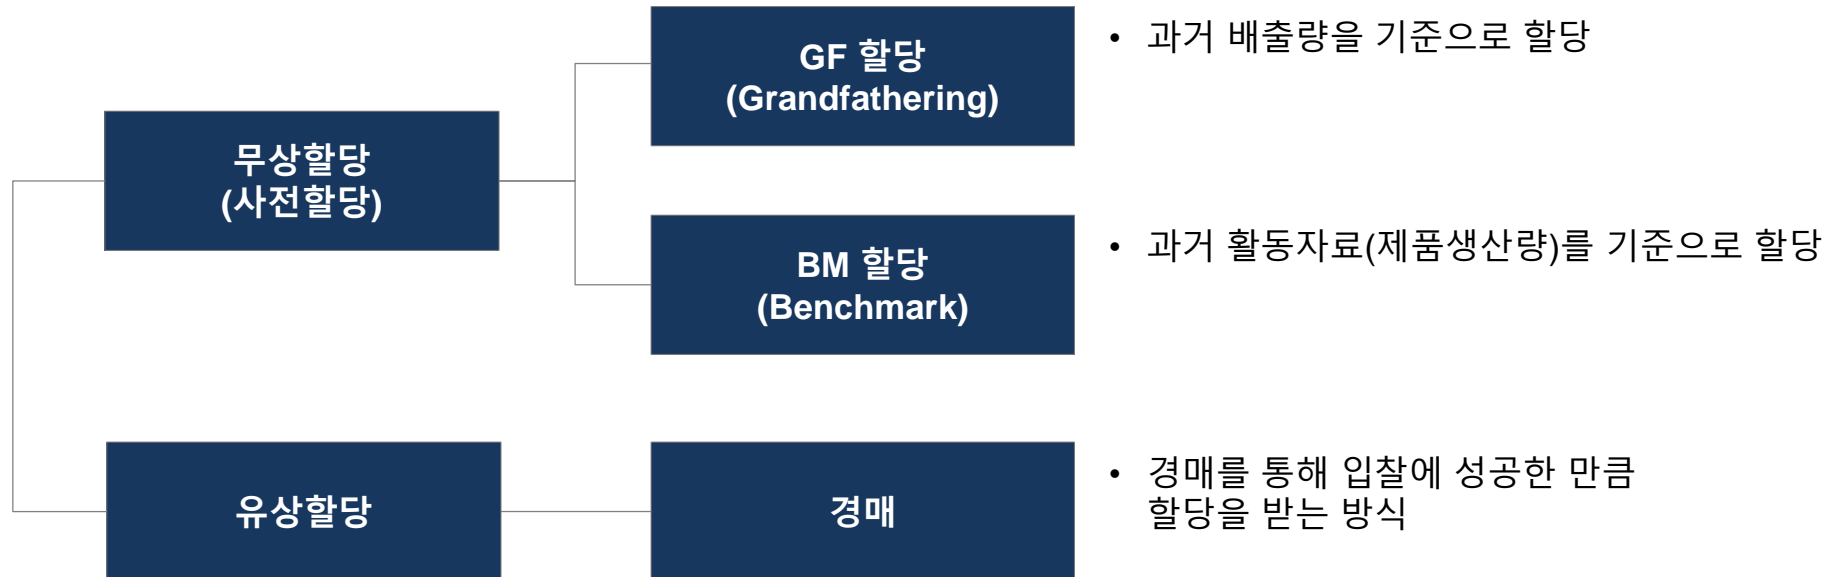 무상할당
(사전할당)
GF 할당
(Grandfathering)
• 과거 배출량을 기준으로 할당
BM 할당
(Benchmark)
• 과거 활동자료(제품생산량)를 기준으로 할당
유상할당
경매
• 경매를 통해 입찰에 성공한 만큼
할당을 받는 방식